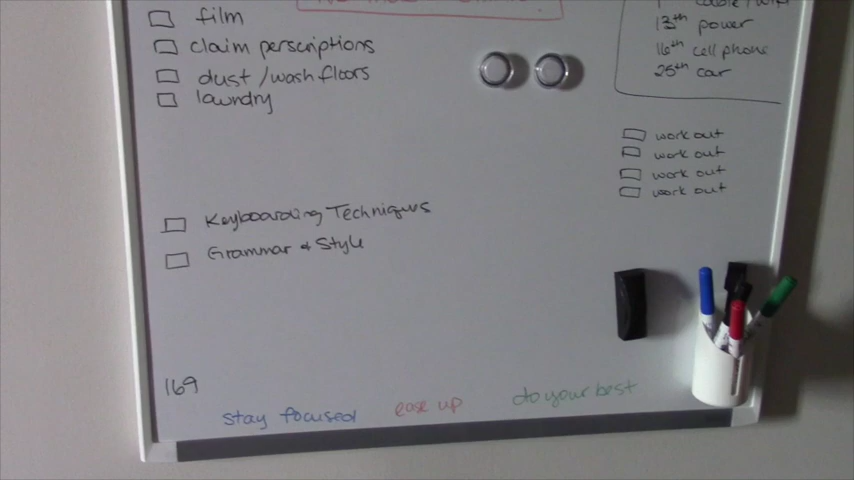 film
claim perscriptions
dust/wash floors
laundry
13th power
16th cell phone
25th car
work out
work out
work out
work out
Keyboarding Techniques
Grammar & Style
169
stay focused
ease up
do your best